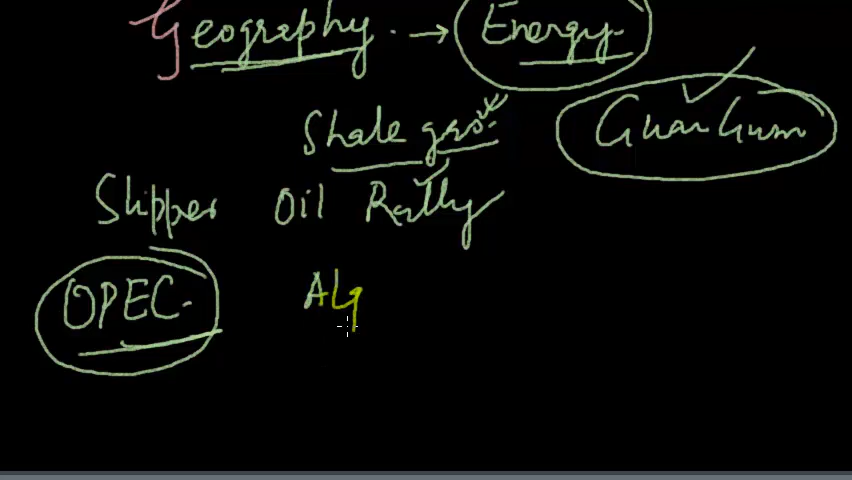 Geography. → Energy.
Shale gas. Guar Gum
Slipper Oil Rally
OPEC. Alg